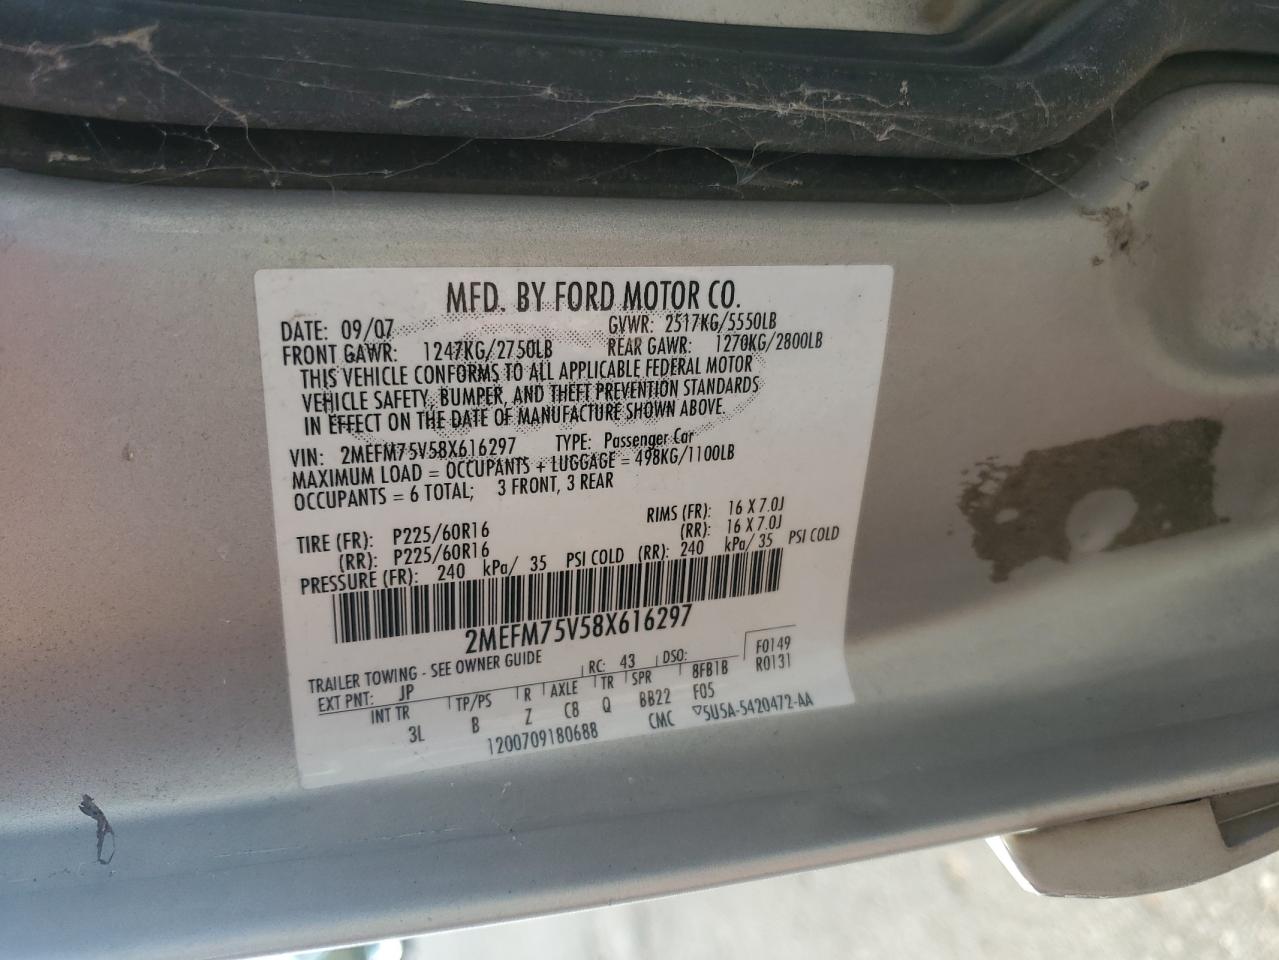 MFD. BY FORD MOTOR CO.
DATE: 09/07 GVWR: 2517KG/5550LB
FRONT GAWR: 1247KG/2750LB REAR GAWR: 1270KG/2800LB
THIS VEHICLE CONFORMS TO ALL APPLICABLE FEDERAL MOTOR
VEHICLE SAFETY, BUMPER, AND THEFT PREVENTION STANDARDS
IN EFFECT ON THE DATE OF MANUFACTURE SHOWN ABOVE.
VIN: 2MEFM75V58X616297 TYPE: Passenger Car
MAXIMUM LOAD = OCCUPANTS + LUGGAGE = 498KG/1100LB
OCCUPANTS = 6 TOTAL; 3 FRONT, 3 REAR
TIRE (FR): P225/60R16 RIMS (FR): 16 X 7.0J
(RR): P225/60R16 (RR): 16 X 7.0J
PRESSURE (FR): 240 kPa/ 35 PSI COLD (RR): 240 kPa/ 35 PSI COLD
2MEFM75V58X616297
TRAILER TOWING - SEE OWNER GUIDE F0149
EXT PNT: JP RC: 43 DSO: R0131
INT TR TP/PS R AXLE TR SPR 8FB1B
3L B Z C8 Q BB22 F05
1200709180688 CMC ▽5U5A-5420472-AA